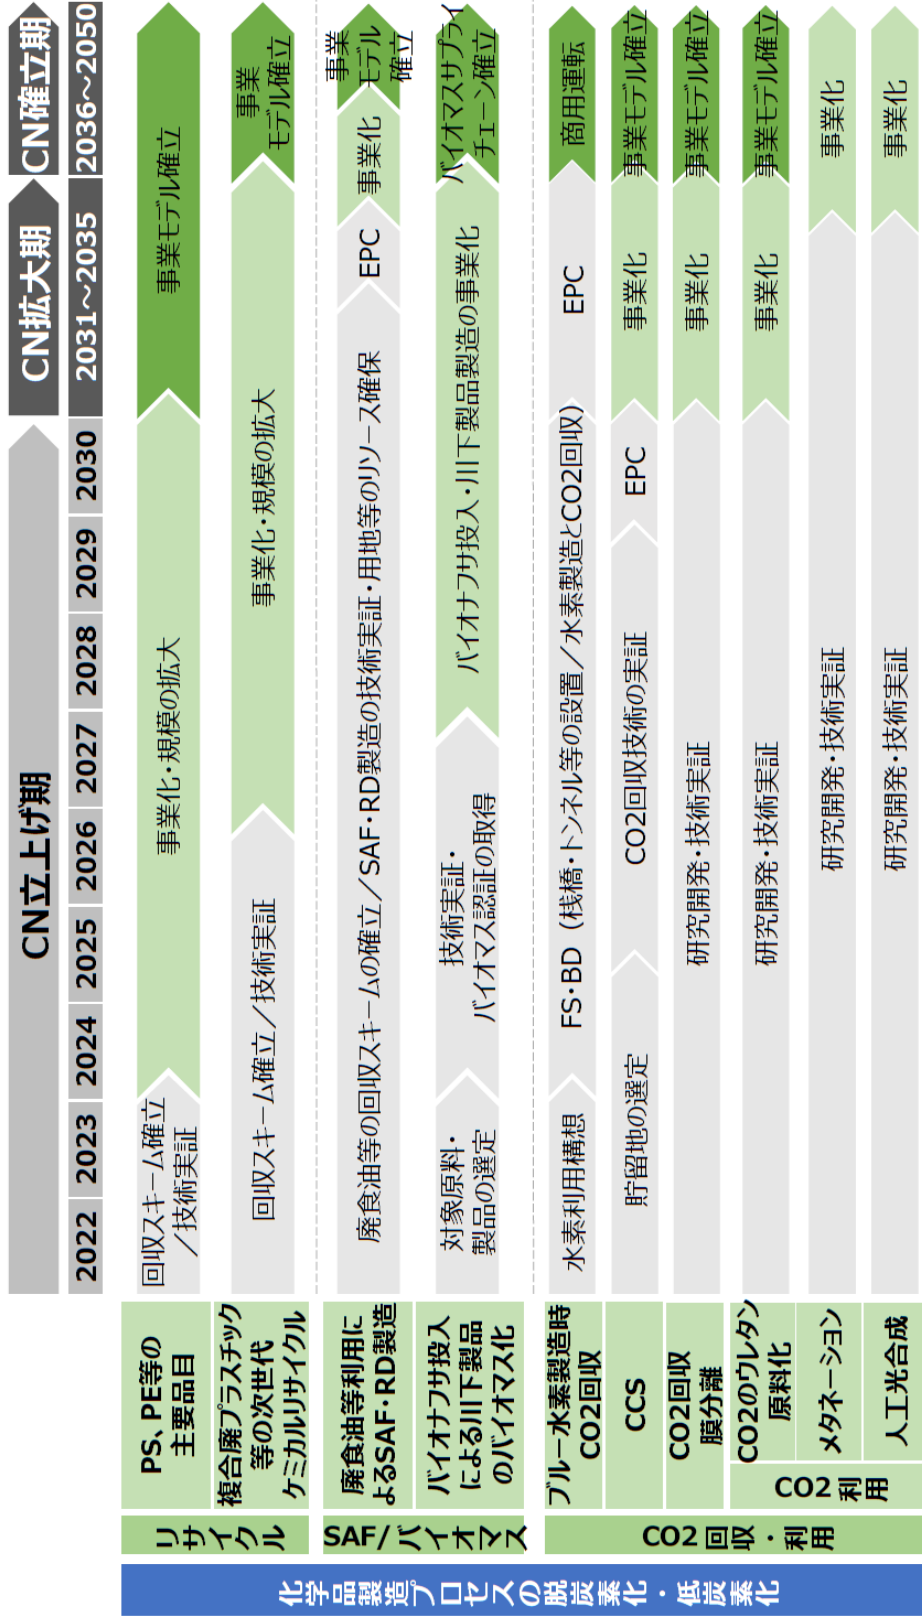 CN立上げ期
CN拡大期
CN確立期
2022
2023
2024
2025
2026
2027
2028
2029
2030
2031～2035
2036～2050
化学品製造プロセスの脱炭素化・低炭素化
リサイクル
PS、PE等の
主要品目
回収スキーム確立
／技術実証
事業化・規模の拡大
事業モデル確立
複合廃プラスチック
等の次世代
ケミカルリサイクル
回収スキーム確立／技術実証
事業化・規模の拡大
事業
モデル確立
SAF/バイオマス
廃食油等利用に
よるSAF・RD製造
廃食油等の回収スキームの確立／SAF・RD製造の技術実証・用地等のリソース確保
EPC
事業化
事業
モデル
確立
バイオナフサ投入
による川下製品
のバイオマス化
対象原料・
製品の選定
技術実証・
バイオマス認証の取得
バイオナフサ投入・川下製品製造の事業化
バイオマスサプライ
チェーン確立
CO2回収・利用
ブルー水素製造時
CO2回収
水素利用構想
FS・BD（桟橋・トンネル等の設置／水素製造とCO2回収）
EPC
商用運転
CCS
貯留地の選定
CO2回収技術の実証
EPC
事業化
事業モデル確立
CO2回収
膜分離
研究開発・技術実証
事業化
事業モデル確立
CO2利用
CO2のウレタン
原料化
研究開発・技術実証
事業化
事業モデル確立
メタネーション
研究開発・技術実証
事業化
人工光合成
研究開発・技術実証
事業化